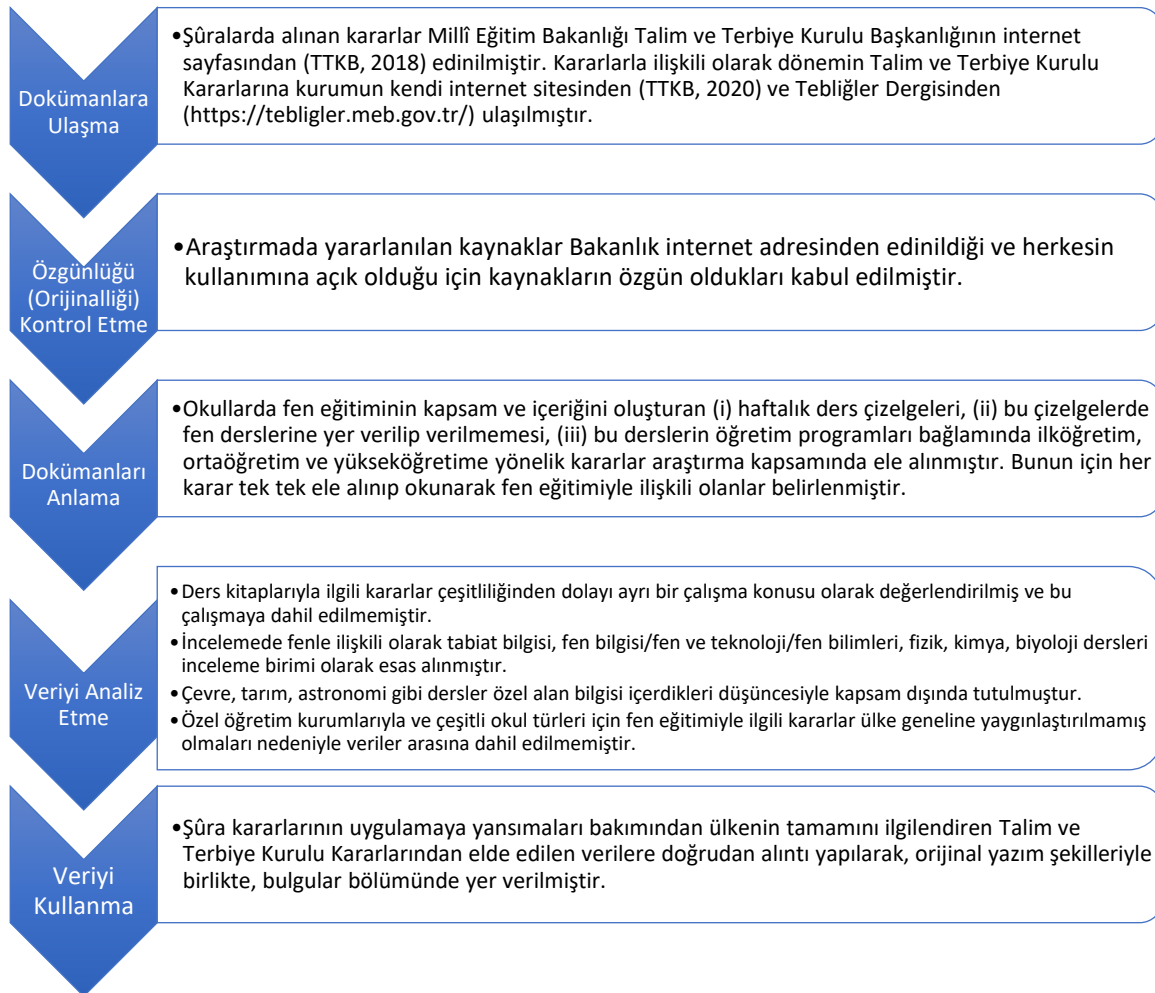 Dokümanlara
Ulaşma
•Şûralarda alınan kararlar Millî Eğitim Bakanlığı Talim ve Terbiye Kurulu Başkanlığının internet
sayfasından (TTKB, 2018) edinilmiştir. Kararlarla ilişkili olarak dönemin Talim ve Terbiye Kurulu
Kararlarına kurumun kendi internet sitesinden (TTKB, 2020) ve Tebliğler Dergisinden
(https://tebligler.meb.gov.tr/) ulaşılmıştır.
Özgünlüğü
(Orijinalliği)
Kontrol Etme
•Araştırmada yararlanılan kaynaklar Bakanlık internet adresinden edinildiği ve herkesin
kullanımına açık olduğu için kaynakların özgün oldukları kabul edilmiştir.
Dokümanları
Anlama
•Okullarda fen eğitiminin kapsam ve içeriğini oluşturan (i) haftalık ders çizelgeleri, (ii) bu çizelgelerde
fen derslerine yer verilip verilmemesi, (iii) bu derslerin öğretim programları bağlamında ilköğretim,
ortaöğretim ve yükseköğretime yönelik kararlar araştırma kapsamında ele alınmıştır. Bunun için her
karar tek tek ele alınıp okunarak fen eğitimiyle ilişkili olanlar belirlenmiştir.
Veriyi Analiz
Etme
•Ders kitaplarıyla ilgili kararlar çeşitliliğinden dolayı ayrı bir çalışma konusu olarak değerlendirilmiş ve bu
çalışmaya dahil edilmemiştir.
•İncelemede fenle ilişkili olarak tabiat bilgisi, fen bilgisi/fen ve teknoloji/fen bilimleri, fizik, kimya, biyoloji dersleri
inceleme birimi olarak esas alınmıştır.
•Çevre, tarım, astronomi gibi dersler özel alan bilgisi içerdikleri düşüncesiyle kapsam dışında tutulmuştur.
•Özel öğretim kurumlarıyla ve çeşitli okul türleri için fen eğitimiyle ilgili kararlar ülke geneline yaygınlaştırılmamış
olmaları nedeniyle veriler arasına dahil edilmemiştir.
Veriyi
Kullanma
•Şûra kararlarının uygulamaya yansımaları bakımından ülkenin tamamını ilgilendiren Talim ve
Terbiye Kurulu Kararlarından elde edilen verilere doğrudan alıntı yapılarak, orijinal yazım şekilleriyle
birlikte, bulgular bölümünde yer verilmiştir.